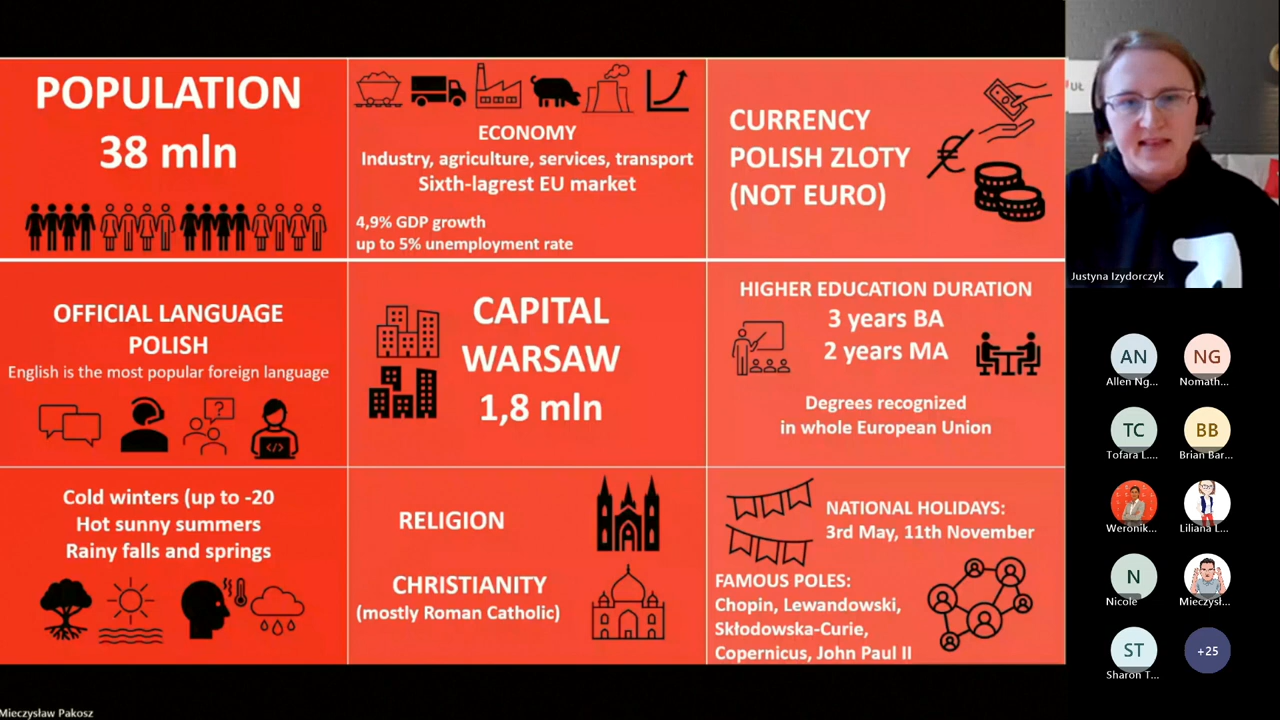 POPULATION
38 mln
ECONOMY
Industry, agriculture, services, transport
Sixth-lagrest EU market
4,9% GDP growth
up to 5% unemployment rate
CURRENCY
POLISH ZLOTY
(NOT EURO)
OFFICIAL LANGUAGE
POLISH
English is the most popular foreign language
CAPITAL
WARSAW
1,8 mln
HIGHER EDUCATION DURATION
3 years BA
2 years MA
Degrees recognized
in whole European Union
Cold winters (up to -20
Hot sunny summers
Rainy falls and springs
RELIGION
CHRISTIANITY
(mostly Roman Catholic)
NATIONAL HOLIDAYS:
3rd May, 11th November
FAMOUS POLES:
Chopin, Lewandowski,
Skłodowska-Curie,
Copernicus, John Paul II
Mieczysław Pakosz
UŁ
Justyna Izydorczyk
AN
Allen Ng...
NG
Nomath...
TC
Tofara L....
BB
Brian Bar...
Weronik...
Liliana L...
N
Nicole
Mieczysł...
ST
Sharon T...
+25